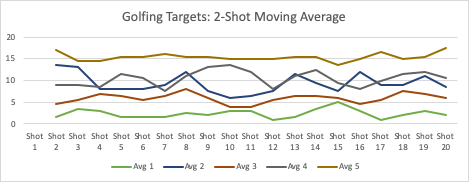 Golfing Targets: 2-Shot Moving Average
20
15
10
5
0
Shot Shot Shot Shot Shot Shot Shot Shot Shot Shot Shot Shot Shot Shot Shot Shot Shot Shot Shot Shot
1 2 3 4 5 6 7 8 9 10 11 12 13 14 15 16 17 18 19 20
Avg 1 Avg 2 Avg 3 Avg 4 Avg 5